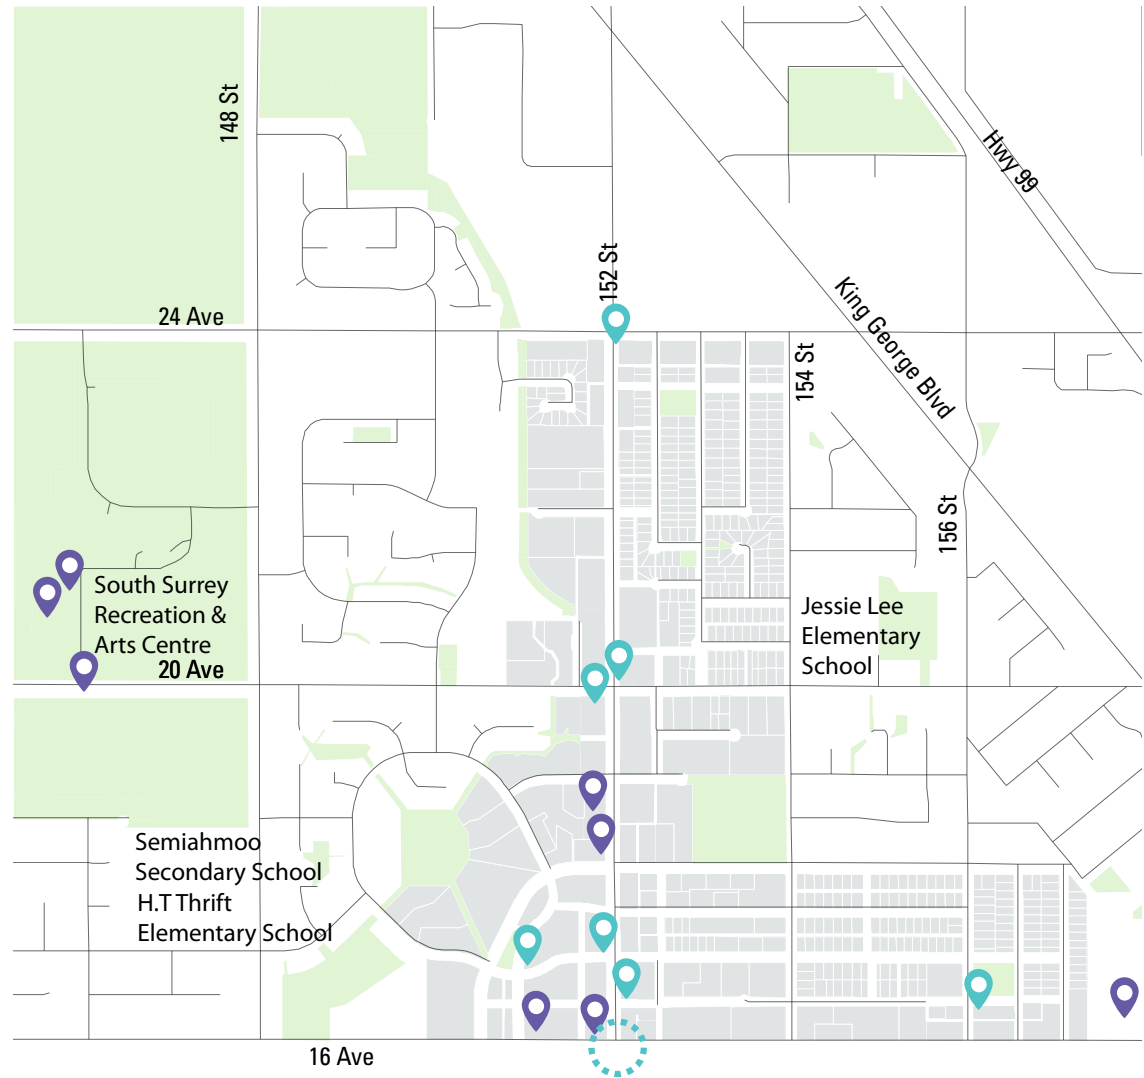 148 St
Hwy 99
152 St
24 Ave
King George Blvd
154 St
156 St
South Surrey
Recreation &
Arts Centre
20 Ave
Jessie Lee
Elementary
School
Semiahmoo
Secondary School
H.T Thrift
Elementary School
16 Ave